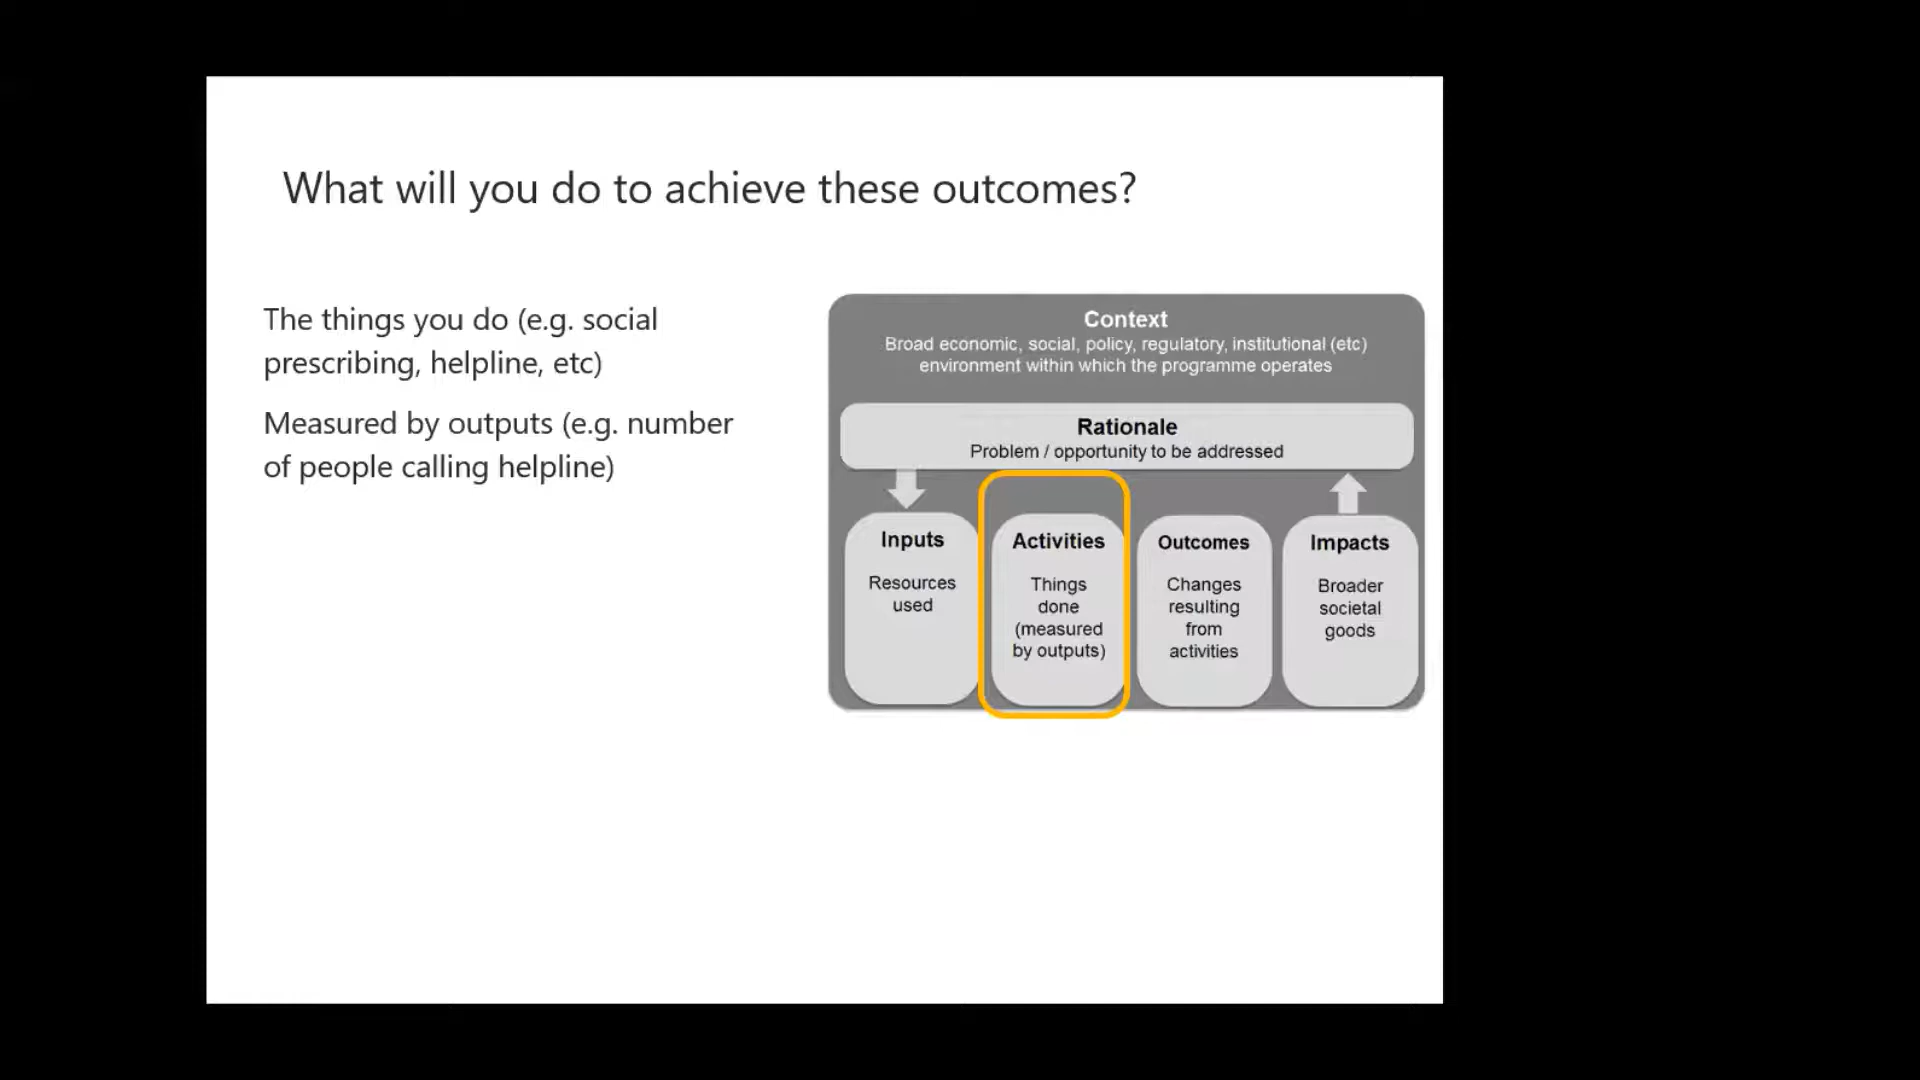 What will you do to achieve these outcomes?
The things you do (e.g. social
prescribing, helpline, etc)
Measured by outputs (e.g. number
of people calling helpline)
Context
Broad economic, social, policy, regulatory, institutional (etc)
environment within which the programme operates
Rationale
Problem / opportunity to be addressed
Inputs
Resources
used
Activities
Things
done
(measured
by outputs)
Outcomes
Changes
resulting
from
activities
Impacts
Broader
societal
goods